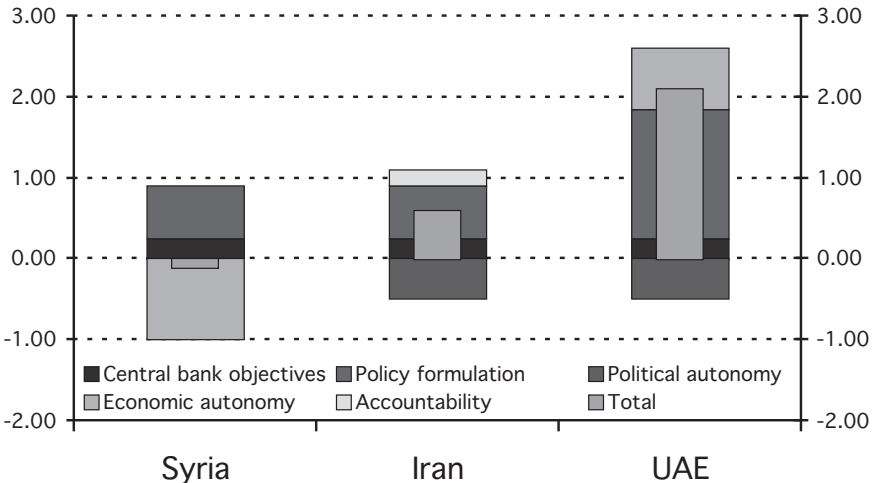 3.00 3.00
2.00 2.00
1.00 1.00
0.00 0.00
-1.00 -1.00
Central bank objectives Policy formulation Political autonomy
Economic autonomy Accountability Total
-2.00 -2.00
Syria Iran UAE